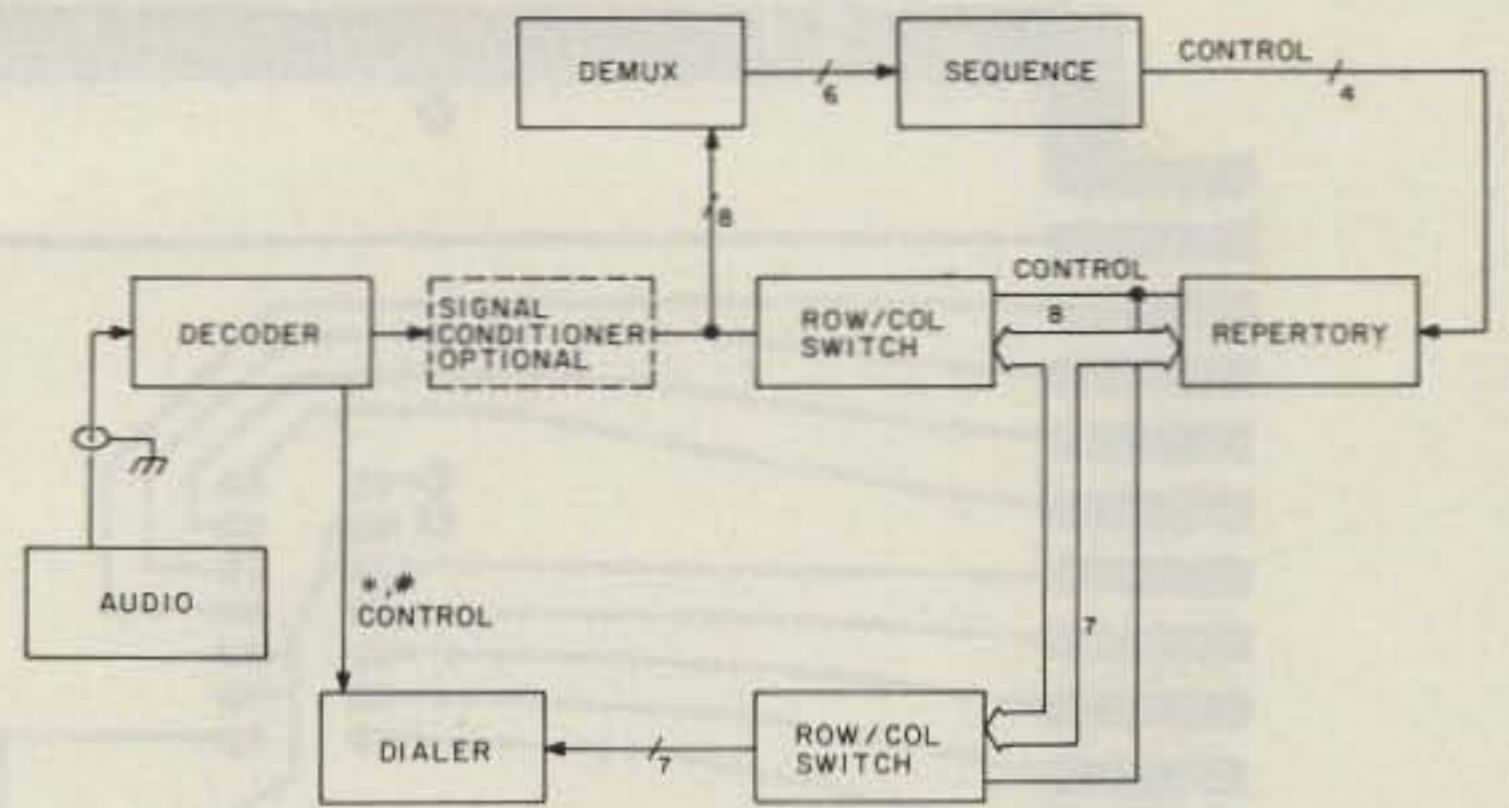 DEMUX
6
SEQUENCE
CONTROL
4
8
DECODER
SIGNAL
CONDITIONER
OPTIONAL
ROW/COL
SWITCH
CONTROL
8
REPERTORY
AUDIO
*,#
CONTROL
7
DIALER
7
ROW/COL
SWITCH